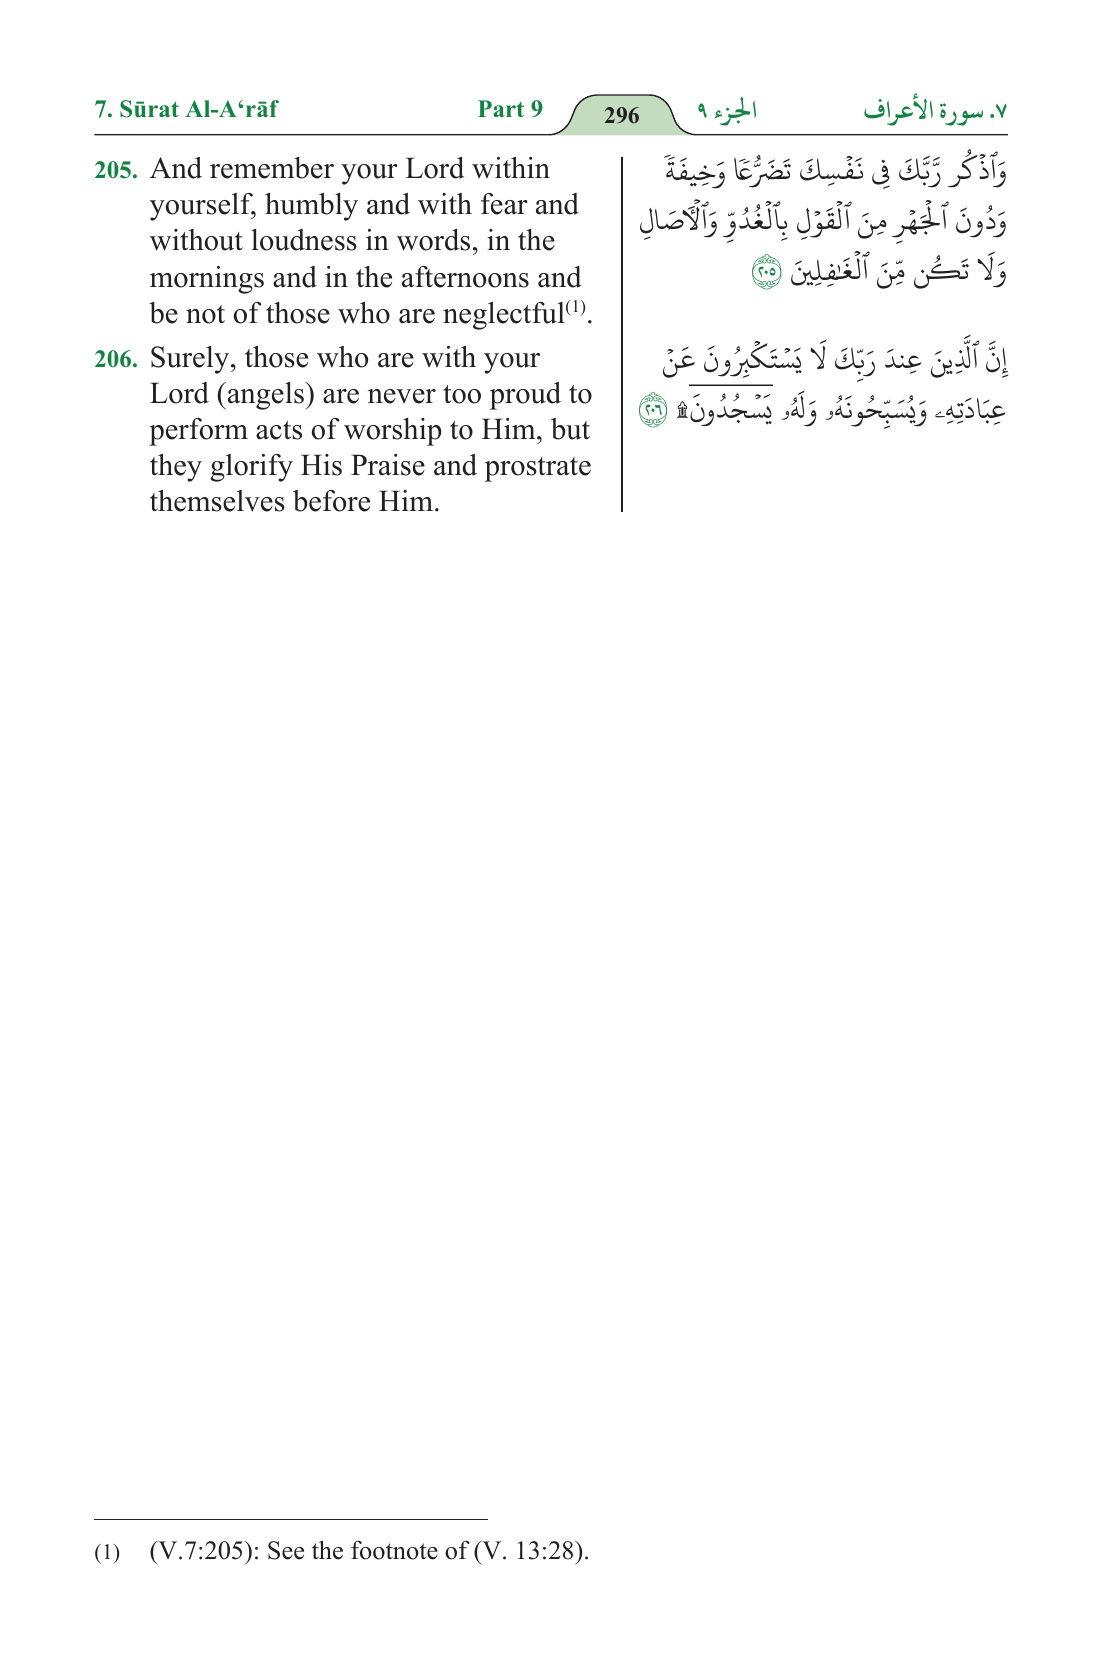 7. Sūrat Al-A‘rāf Part 9 296 الجزء ٩ ٧. سورة الأعراف
205. And remember your Lord within
yourself, humbly and with fear and
without loudness in words, in the
mornings and in the afternoons and
be not of those who are neglectful(1).
206. Surely, those who are with your
Lord (angels) are never too proud to
perform acts of worship to Him, but
they glorify His Praise and prostrate
themselves before Him.
وَٱذْكُر رَّبَّكَ فِى نَفْسِكَ تَضَرُّعًا وَخِيفَةً
وَدُونَ ٱلْجَهْرِ مِنَ ٱلْقَوْلِ بِٱلْغُدُوِّ وَٱلْـَٔاصَالِ
وَلَا تَكُن مِّنَ ٱلْغَـٰفِلِينَ ٢٠٥
إِنَّ ٱلَّذِينَ عِندَ رَبِّكَ لَا يَسْتَكْبِرُونَ عَنْ
عِبَادَتِهِۦ وَيُسَبِّحُونَهُۥ وَلَهُۥ يَسْجُدُونَ ۩ ٢٠٦
(1) (V.7:205): See the footnote of (V. 13:28).